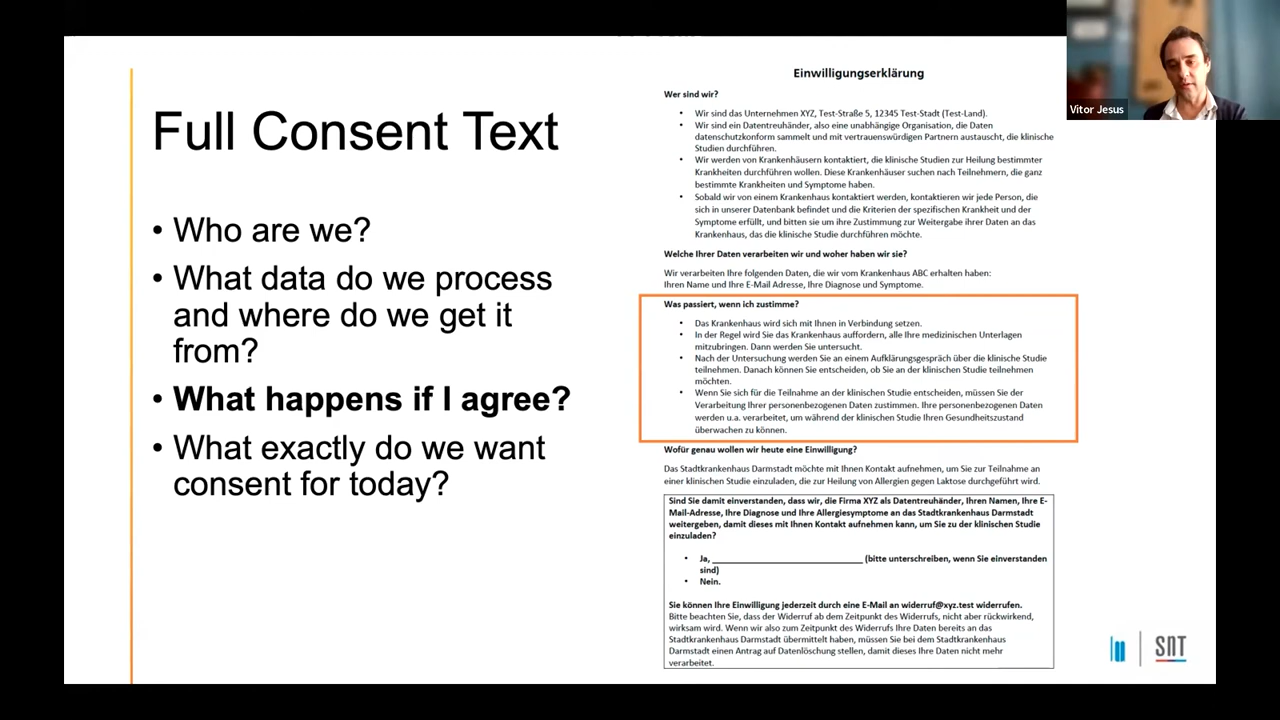 Full Consent Text
• Who are we?
• What data do we process
and where do we get it
from?
• What happens if I agree?
• What exactly do we want
consent for today?
Einwilligungserklärung
Wer sind wir?
• Wir sind das Unternehmen XYZ, Test-Straße 5, 12345 Test-Stadt (Test-Land).
• Wir sind ein Datentreuhänder, also eine unabhängige Organisation, die Daten
datenschutzkonform sammelt und mit vertrauenswürdigen Partnern austauscht, die klinische
Studien durchführen.
• Wir werden von Krankenhäusern kontaktiert, die klinische Studien zur Heilung bestimmter
Krankheiten durchführen wollen. Diese Krankenhäuser suchen nach Teilnehmern, die ganz
bestimmte Krankheiten und Symptome haben.
• Sobald wir von einem Krankenhaus kontaktiert werden, kontaktieren wir jede Person, die
sich in unserer Datenbank befindet und die Kriterien der spezifischen Krankheit und der
Symptome erfüllt, und bitten sie um ihre Zustimmung zur Weitergabe ihrer Daten an das
Krankenhaus, das die klinische Studie durchführen möchte.
Welche Ihrer Daten verarbeiten wir und woher haben wir sie?
Wir verarbeiten Ihre folgenden Daten, die wir vom Krankenhaus ABC erhalten haben:
Ihren Name und Ihre E-Mail Adresse, Ihre Diagnose und Symptome.
Was passiert, wenn ich zustimme?
• Das Krankenhaus wird sich mit Ihnen in Verbindung setzen.
• In der Regel wird Sie das Krankenhaus auffordern, alle Ihre medizinischen Unterlagen
mitzubringen. Dann werden Sie untersucht.
• Nach der Untersuchung werden Sie an einem Aufklärungsgespräch über die klinische Studie
teilnehmen. Danach können Sie entscheiden, ob Sie an der klinischen Studie teilnehmen
möchten.
• Wenn Sie sich für die Teilnahme an der klinischen Studie entscheiden, müssen Sie der
Verarbeitung Ihrer personenbezogenen Daten zustimmen. Ihre personenbezogenen Daten
werden u.a. verarbeitet, um während der klinischen Studie Ihren Gesundheitszustand
überwachen zu können.
Wofür genau wollen wir heute eine Einwilligung?
Das Stadtkrankenhaus Darmstadt möchte mit Ihnen Kontakt aufnehmen, um Sie zur Teilnahme an
einer klinischen Studie einzuladen, die zur Heilung von Allergien gegen Laktose durchgeführt wird.
Sind Sie damit einverstanden, dass wir, die Firma XYZ als Datentreuhänder, Ihren Namen, Ihre E-
Mail-Adresse, Ihre Diagnose und Ihre Allergiesymptome an das Stadtkrankenhaus Darmstadt
weitergeben, damit dieses mit Ihnen Kontakt aufnehmen kann, um Sie zu der klinischen Studie
einzuladen?
• Ja, ______________________________ (bitte unterschreiben, wenn Sie einverstanden
sind)
• Nein.
Sie können Ihre Einwilligung jederzeit durch eine E-Mail an widerruf@xyz.test widerrufen.
Bitte beachten Sie, dass der Widerruf ab dem Zeitpunkt des Widerrufs, nicht aber rückwirkend,
wirksam wird. Wenn wir also zum Zeitpunkt des Widerrufs Ihre Daten bereits an das
Stadtkrankenhaus Darmstadt übermittelt haben, müssen Sie bei dem Stadtkrankenhaus
Darmstadt einen Antrag auf Datenlöschung stellen, damit dieses Ihre Daten nicht mehr
verarbeitet.
Vitor Jesus
SNT